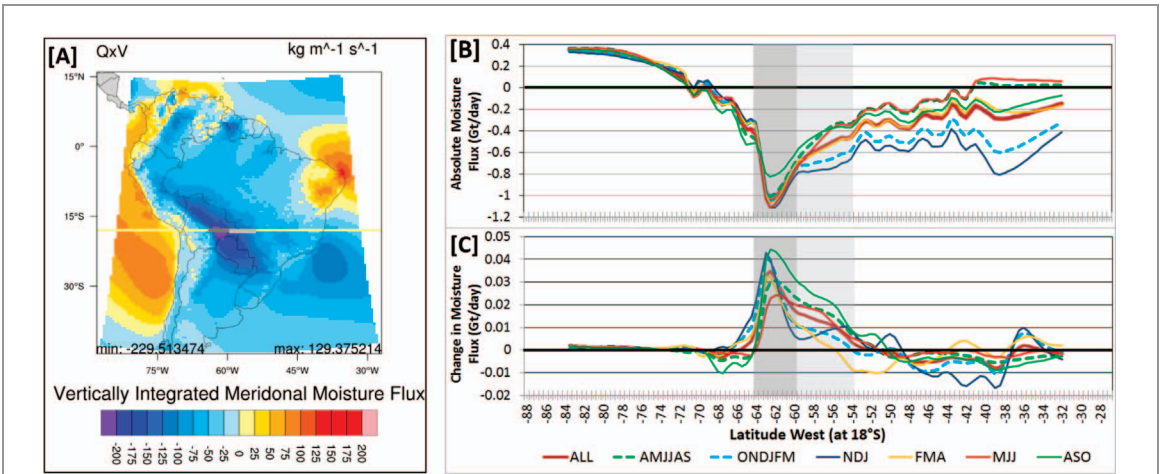 [A] QxV kg m^-1 s^-1
15°N
0°
15°S
30°S
min: -229.513474 max: 129.375214
75°W 60°W 45°W 30°W
Vertically Integrated Meridonal Moisture Flux
-200 -175 -150 -125 -100 -75 -50 -25 0 25 50 75 100 125 150 175 200
[B]
Absolute Moisture
Flux (Gt/day)
0.4
0.2
0
-0.2
-0.4
-0.6
-0.8
-1
-1.2
[C]
Change in Moisture
Flux (Gt/day)
0.05
0.04
0.03
0.02
0.01
0
-0.01
-0.02
-88 -86 -84 -82 -80 -78 -76 -74 -72 -70 -68 -66 -64 -62 -60 -58 -56 -54 -52 -50 -48 -46 -44 -42 -40 -38 -36 -34 -32 -30 -28
Latitude West (at 18°S)
ALL AMJJAS ONDJFM NDJ FMA MJJ ASO